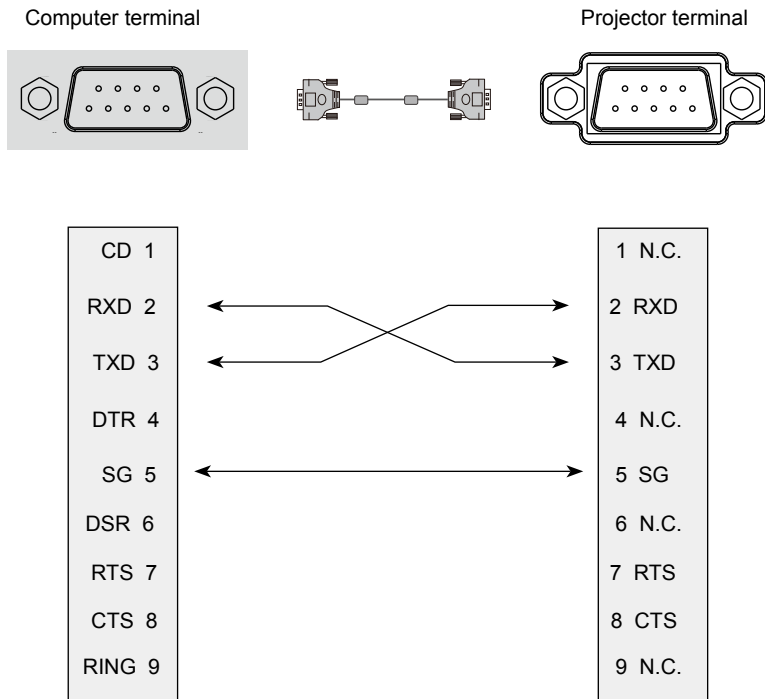 Computer terminal
Projector terminal
CD 1
RXD 2
TXD 3
DTR 4
SG 5
DSR 6
RTS 7
CTS 8
RING 9
1 N.C.
2 RXD
3 TXD
4 N.C.
5 SG
6 N.C.
7 RTS
8 CTS
9 N.C.